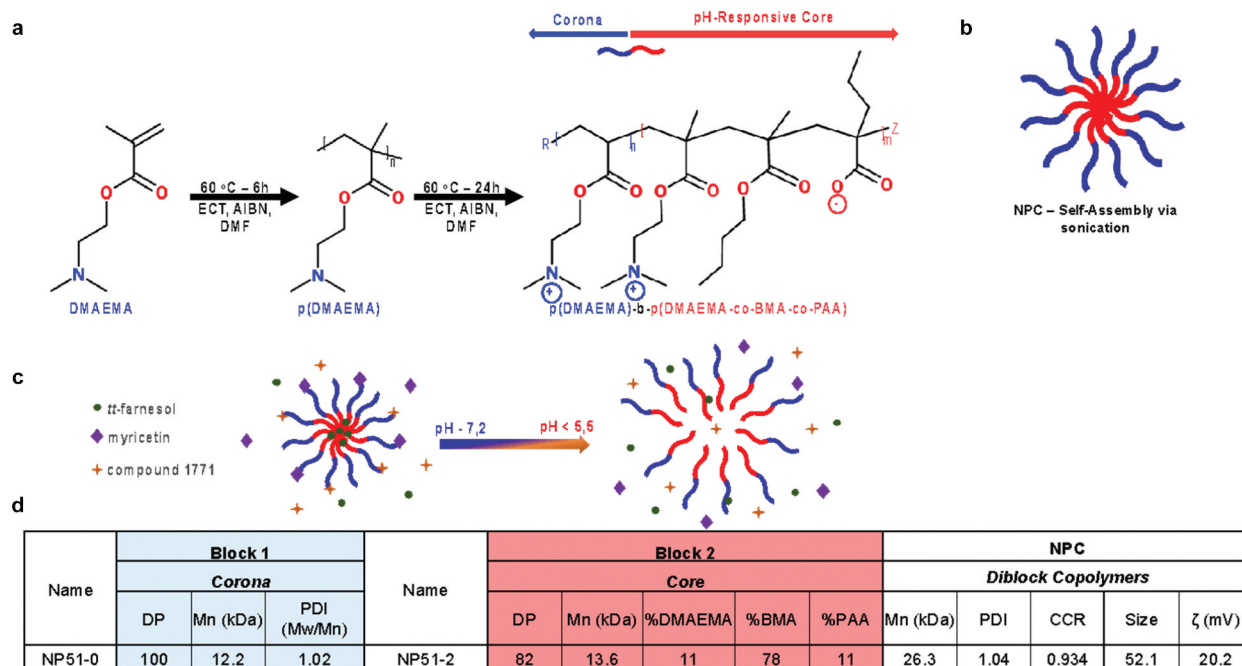 a
Corona
pH-Responsive Core
b
R
n
m
Z
n
O
O
O
O
O
O
O
O
O
O
O
O
-
N
N
N
+
N
+
60 °C – 6h
ECT, AIBN,
DMF
60 °C – 24h
ECT, AIBN,
DMF
DMAEMA
p(DMAEMA)
p(DMAEMA)-b-p(DMAEMA-co-BMA-co-PAA)
NPC – Self-Assembly via
sonication
c
tt-farnesol
myricetin
compound 1771
pH - 7,2
pH < 5,5
d
Name
Block 1
Corona
DP
Mn (kDa)
PDI
(Mw/Mn)
Name
Block 2
Core
DP
Mn (kDa)
%DMAEMA
%BMA
%PAA
NPC
Diblock Copolymers
Mn (kDa)
PDI
CCR
Size
ζ (mV)
NP51-0
100
12.2
1.02
NP51-2
82
13.6
11
78
11
26.3
1.04
0.934
52.1
20.2